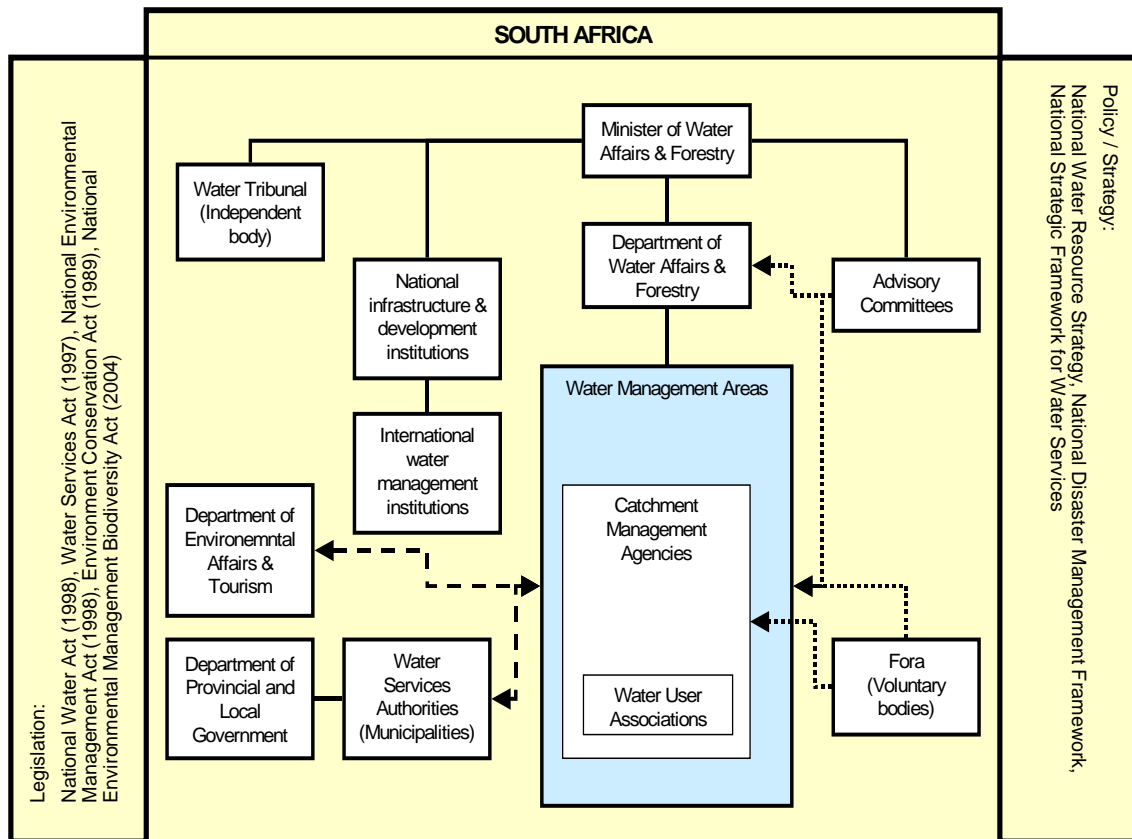 SOUTH AFRICA
Legislation:
National Water Act (1998), Water Services Act (1997), National Environmental
Management Act (1998), Environment Conservation Act (1989), National
Environmental Management Biodiversity Act (2004)
Minister of Water
Affairs & Forestry
Water Tribunal
(Independent
body)
Department of
Water Affairs &
Forestry
National
infrastructure &
development
institutions
Advisory
Committees
Water Management Areas
International
water
management
institutions
Catchment
Management
Agencies
Department of
Environemntal
Affairs &
Tourism
Department of
Provincial and
Local
Government
Water
Services
Authorities
(Municipalities)
Water User
Associations
Fora
(Voluntary
bodies)
Policy / Strategy:
National Water Resource Strategy, National Disaster Management Framework,
National Strategic Framework for Water Services